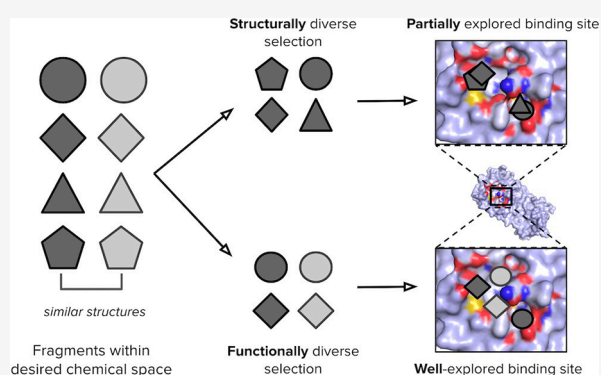 Structurally diverse
selection
Partially explored binding site
similar structures
Fragments within
desired chemical space
Functionally diverse
selection
Well-explored binding site